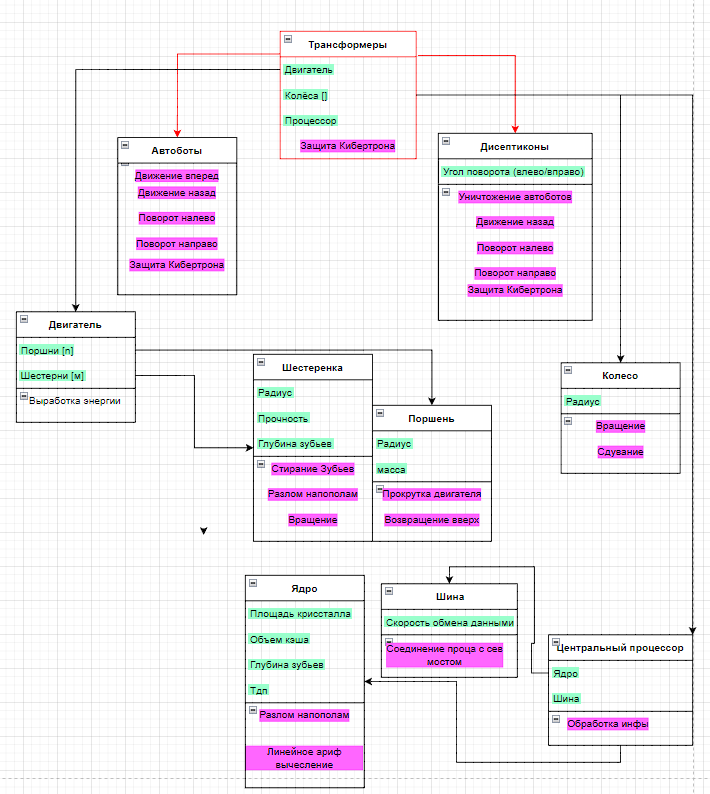 Трансформеры
Двигатель
Колёса []
Процессор
Защита Кибертрона
Автоботы
Движение вперед
Движение назад
Поворот налево
Поворот направо
Защита Кибертрона
Дисептиконы
Угол поворота (влево/вправо)
Уничтожение автоботов
Движение назад
Поворот налево
Поворот направо
Защита Кибертрона
Двигатель
Поршни [n]
Шестерни [м]
Выработка энергии
Шестеренка
Радиус
Прочность
Глубина зубьев
Стирание Зубьев
Разлом напополам
Вращение
Поршень
Радиус
масса
Прокрутка двигателя
Возвращение вверх
Колесо
Радиус
Вращение
Сдувание
Ядро
Площадь криссталла
Объем кэша
Глубина зубьев
Тдп
Разлом напополам
Линейное ариф
вычесление
Шина
Скорость обмена данными
Соединение проца с сев
мостом
Центральный процессор
Ядро
Шина
Обработка инфы